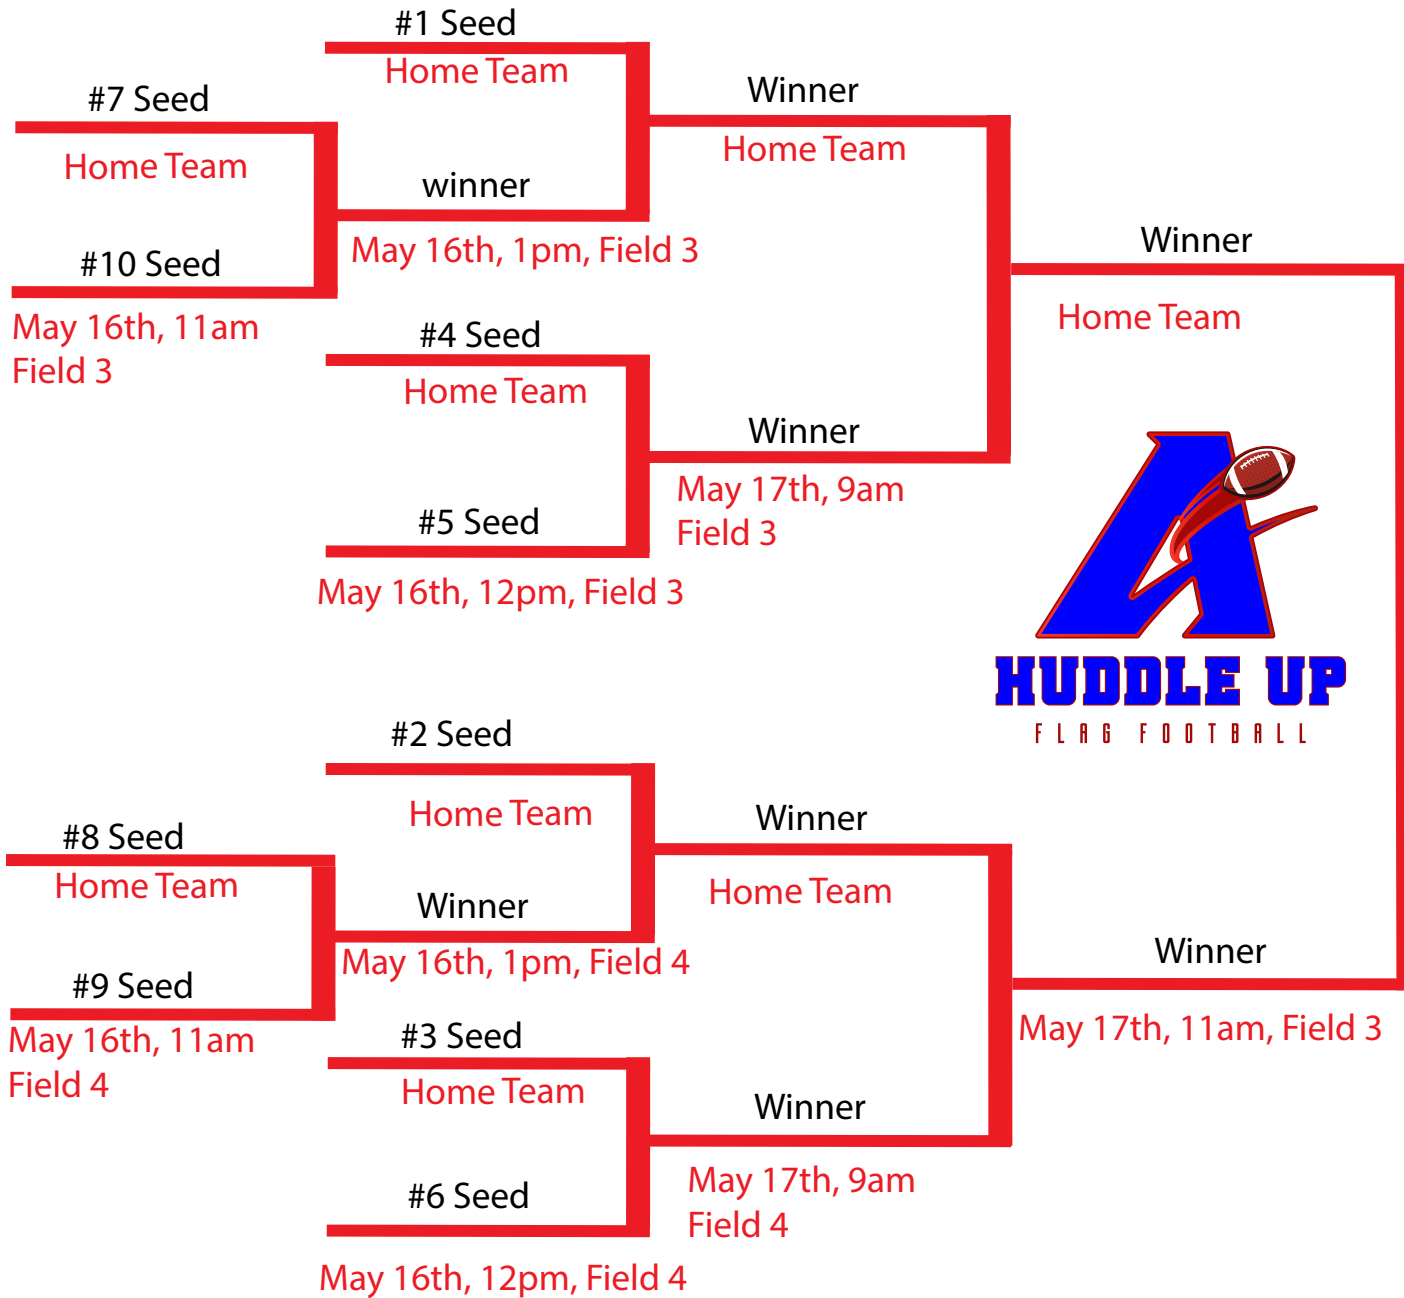 #1 Seed
Home Team
#7 Seed
Home Team
Winner
Home Team
winner
May 16th, 1pm, Field 3
#10 Seed
May 16th, 11am
Field 3
Winner
Home Team
#4 Seed
Home Team
Winner
May 17th, 9am
Field 3
#5 Seed
May 16th, 12pm, Field 3
HUDDLE UP
FLAG FOOTBALL
#2 Seed
Home Team
#8 Seed
Home Team
Winner
Home Team
Winner
May 16th, 1pm, Field 4
#9 Seed
May 16th, 11am
Field 4
Winner
May 17th, 11am, Field 3
#3 Seed
Home Team
Winner
May 17th, 9am
Field 4
#6 Seed
May 16th, 12pm, Field 4